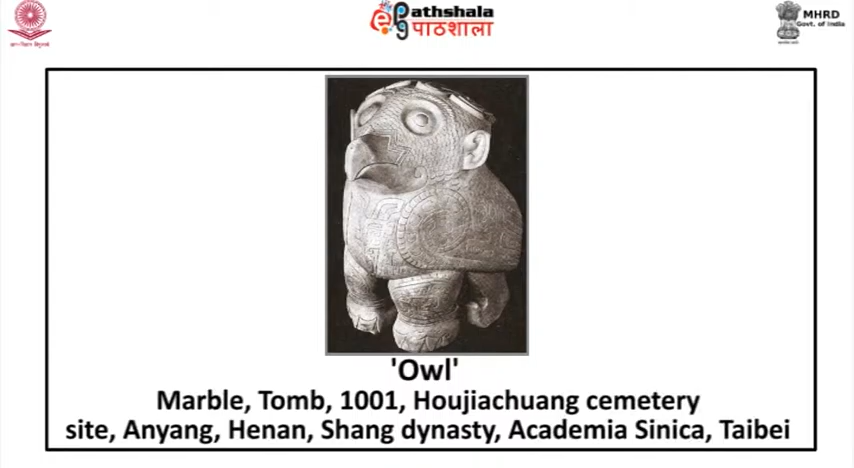 epathshala
पाठशाला
MHRD
Govt. of India
'Owl'
Marble, Tomb, 1001, Houjiachuang cemetery
site, Anyang, Henan, Shang dynasty, Academia Sinica, Taibei